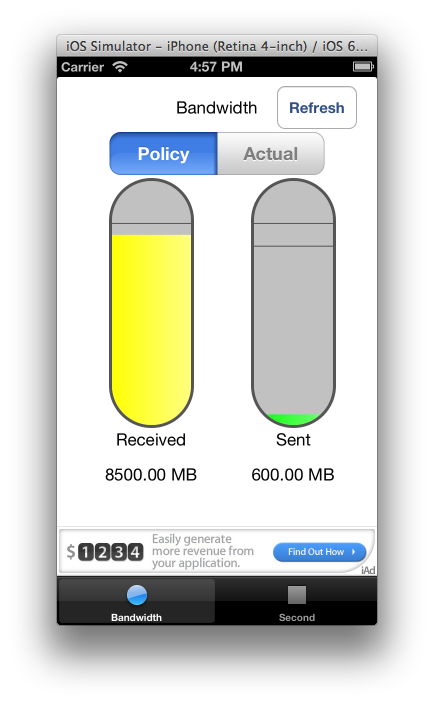 iOS Simulator – iPhone (Retina 4-inch) / iOS 6...
Carrier 4:57 PM
Bandwidth Refresh
Policy Actual
Received Sent
8500.00 MB 600.00 MB
$1234
Easily generate
more revenue from
your application.
Find Out How
iAd
Bandwidth Second